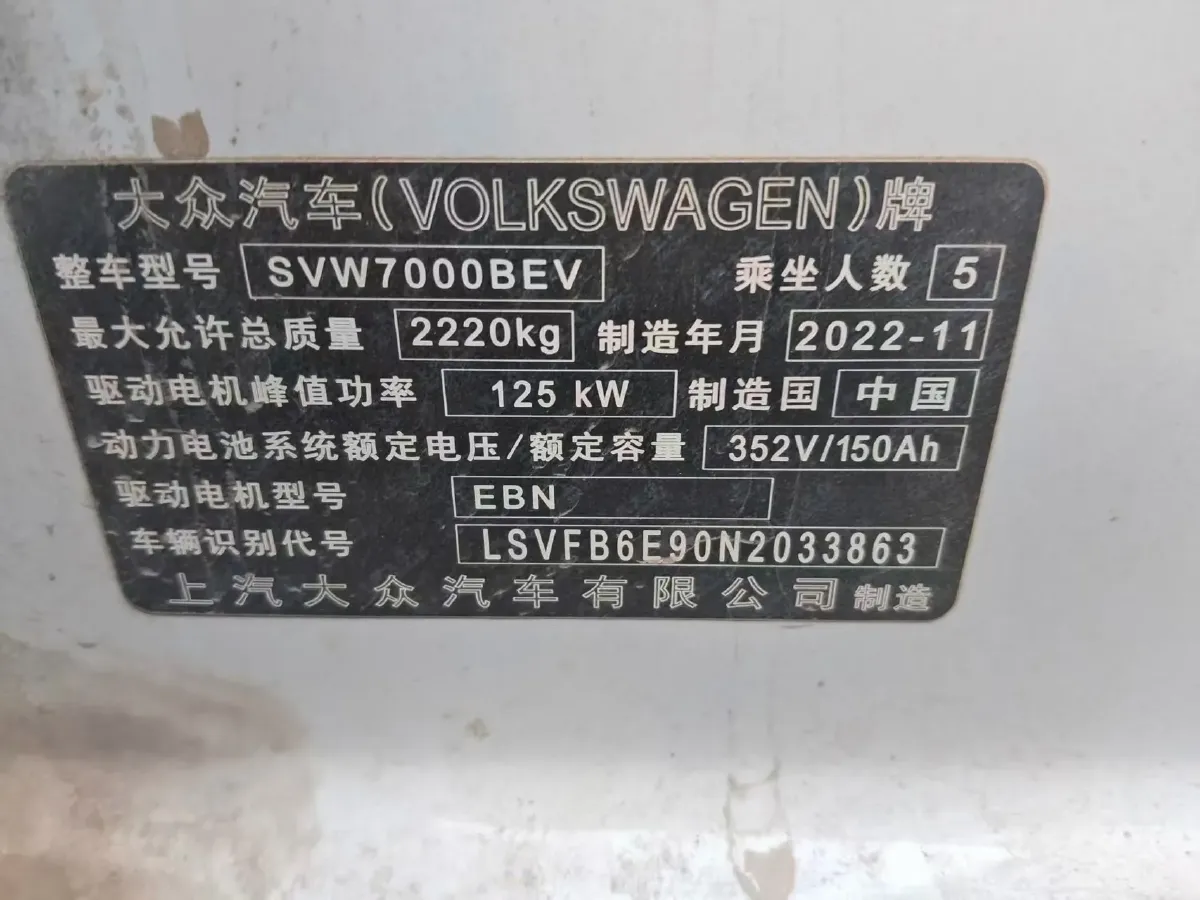 大众汽车(VOLKSWAGEN)牌
整车型号 SVW7000BEV 乘坐人数 5
最大允许总质量 2220kg 制造年月 2022-11
驱动电机峰值功率 125 kW 制造国 中国
动力电池系统额定电压/额定容量 352V/150Ah
驱动电机型号 EBN
车辆识别代号 LSVFB6E90N2033863
上汽大众汽车有限公司 制造